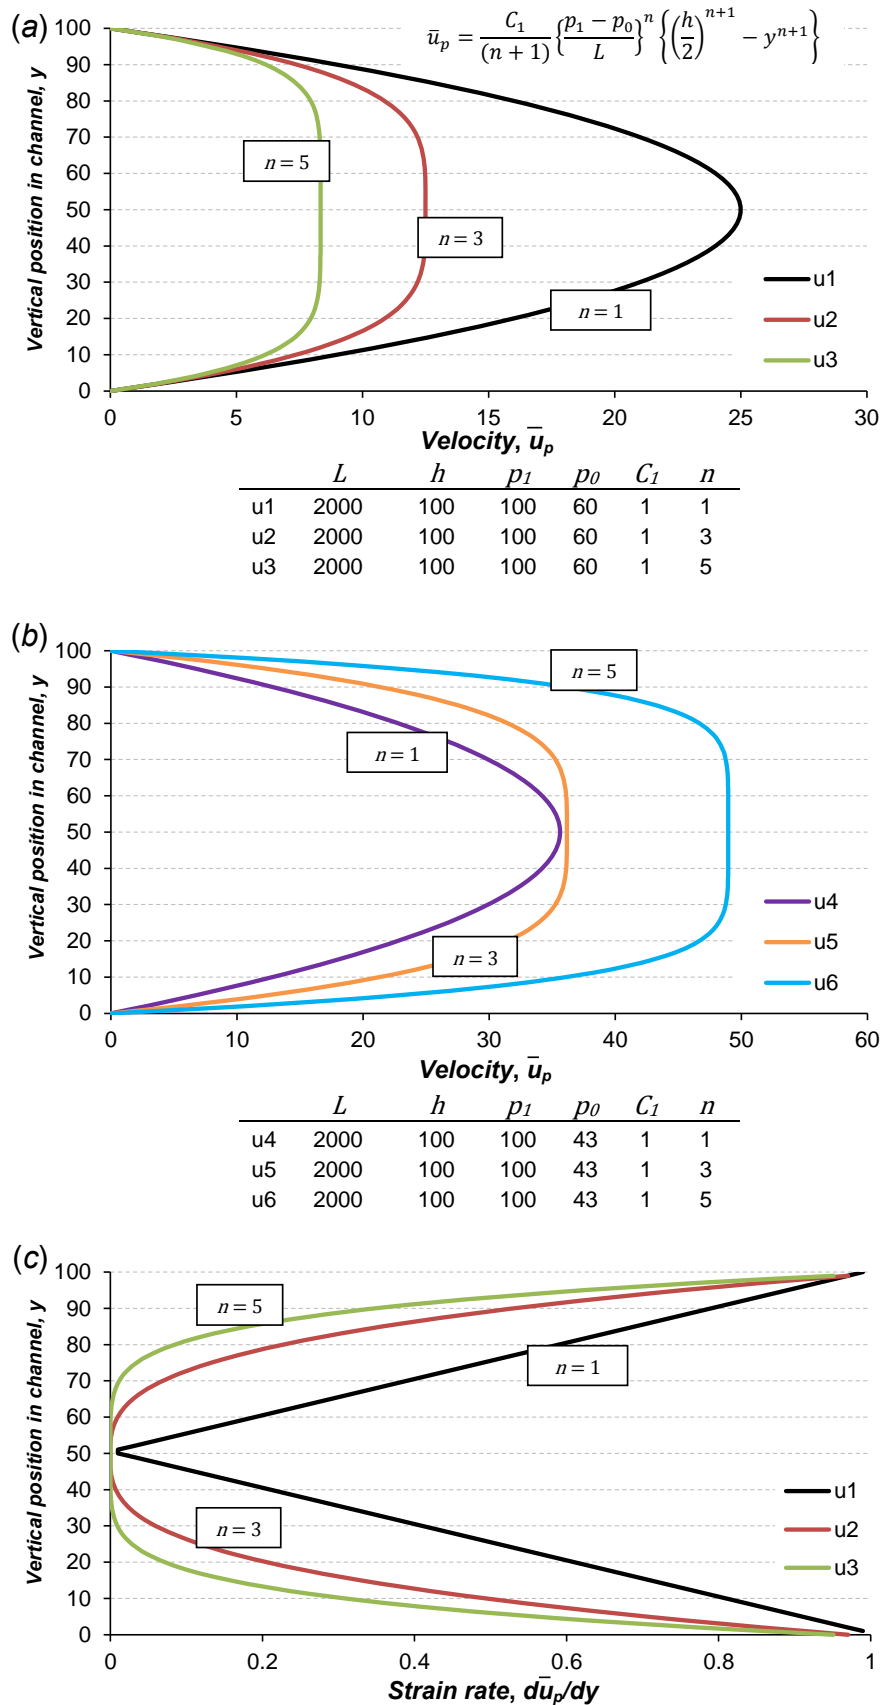 (a)
ū_p = C_1/(n + 1) {(p_1 − p_0)/L}^n {(h/2)^{n+1} − y^{n+1}}
Vertical position in channel, y
100
90
80
70
60
50
40
30
20
10
0
n = 5
n = 3
n = 1
u1
u2
u3
0 5 10 15 20 25 30
Velocity, ū_p
L h p_1 p_0 C_1 n
u1 2000 100 100 60 1 1
u2 2000 100 100 60 1 3
u3 2000 100 100 60 1 5
(b)
Vertical position in channel, y
100
90
80
70
60
50
40
30
20
10
0
n = 5
n = 1
n = 3
u4
u5
u6
0 10 20 30 40 50 60
Velocity, ū_p
L h p_1 p_0 C_1 n
u4 2000 100 100 43 1 1
u5 2000 100 100 43 1 3
u6 2000 100 100 43 1 5
(c)
Vertical position in channel, y
100
90
80
70
60
50
40
30
20
10
0
n = 5
n = 1
n = 3
u1
u2
u3
0 0.2 0.4 0.6 0.8 1
Strain rate, dū_p/dy